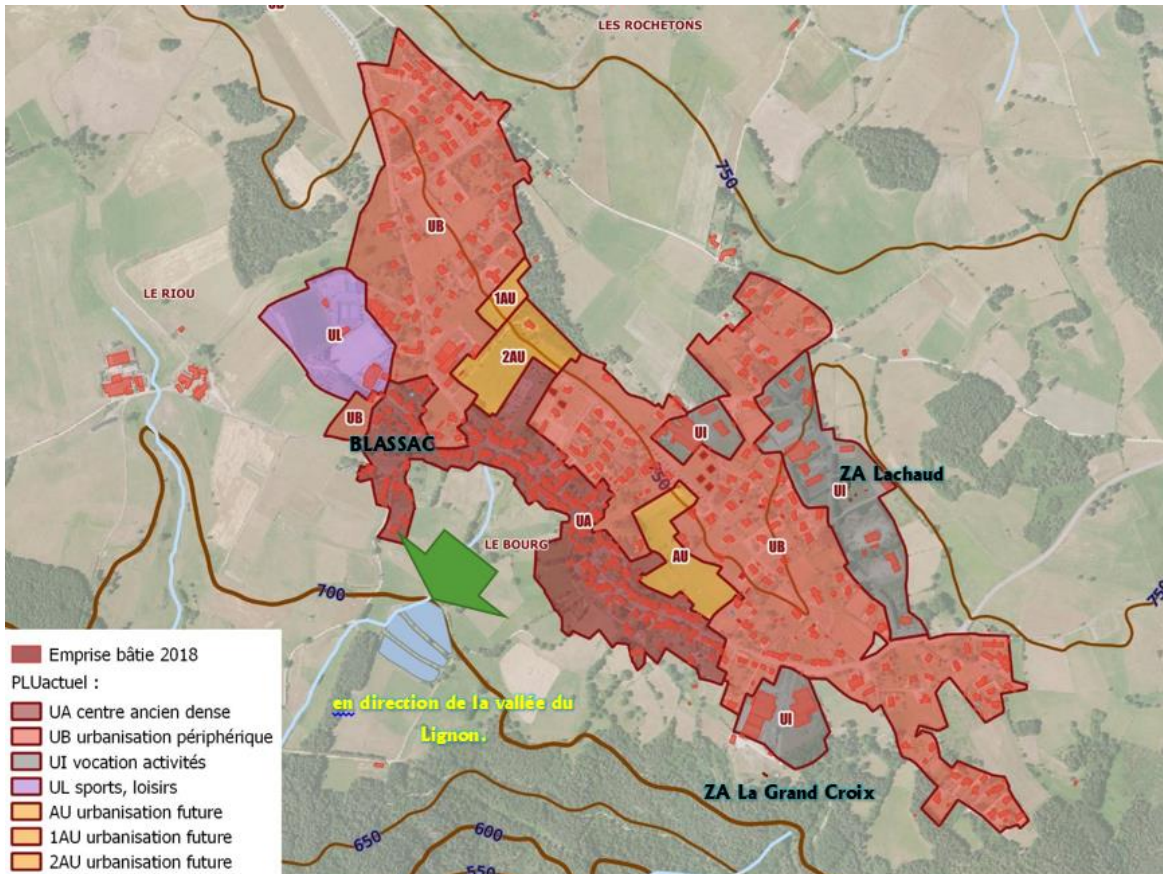 LES ROCHETONS
750
UB
LE RIOU
1AU
UL
2AU
UB
UI
BLASSAC
ZA Lachaud
UI
50
UA
LE BOURG
AU
UB
700
750
Emprise bâtie 2018
PLUactuel :
UA centre ancien dense
UB urbanisation périphérique
UI vocation activités
UL sports, loisirs
AU urbanisation future
1AU urbanisation future
2AU urbanisation future
en direction de la vallée du
Lignon.
UI
ZA La Grand Croix
650
600